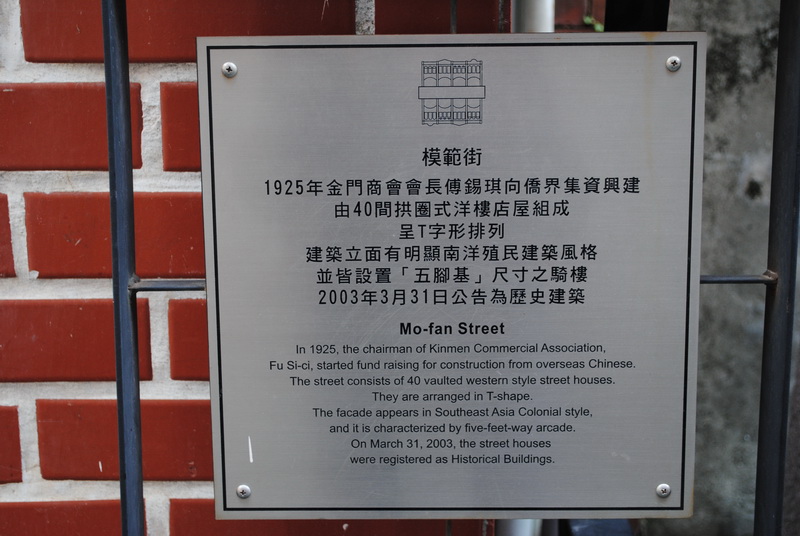 模範街
1925年金門商會會長傅錫琪向僑界集資興建
由40間拱圈式洋樓店屋組成
呈T字形排列
建築立面有明顯南洋殖民建築風格
並皆設置「五腳基」尺寸之騎樓
2003年3月31日公告為歷史建築
Mo-fan Street
In 1925, the chairman of Kinmen Commercial Association,
Fu Si-ci, started fund raising for construction from overseas Chinese.
The street consists of 40 vaulted western style street houses.
They are arranged in T-shape.
The facade appears in Southeast Asia Colonial style,
and it is characterized by five-feet-way arcade.
On March 31, 2003, the street houses
were registered as Historical Buildings.